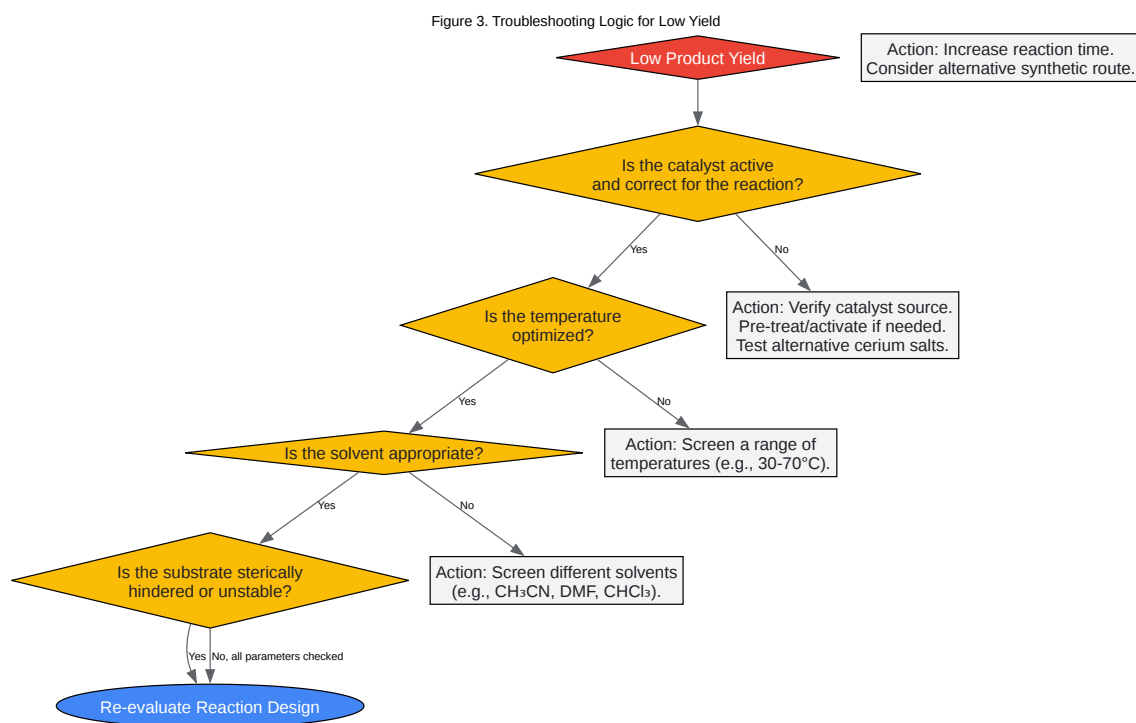 Figure 3. Troubleshooting Logic for Low Yield
Low Product Yield
Action: Increase reaction time.
Consider alternative synthetic route.
Is the catalyst active
and correct for the reaction?
Yes
No
Is the temperature
optimized?
Action: Verify catalyst source.
Pre-treat/activate if needed.
Test alternative cerium salts.
Yes
No
Is the solvent appropriate?
Action: Screen a range of
temperatures (e.g., 30-70°C).
Yes
No
Is the substrate sterically
hindered or unstable?
Action: Screen different solvents
(e.g., CH₃CN, DMF, CHCl₃).
Yes
No, all parameters checked
Re-evaluate Reaction Design